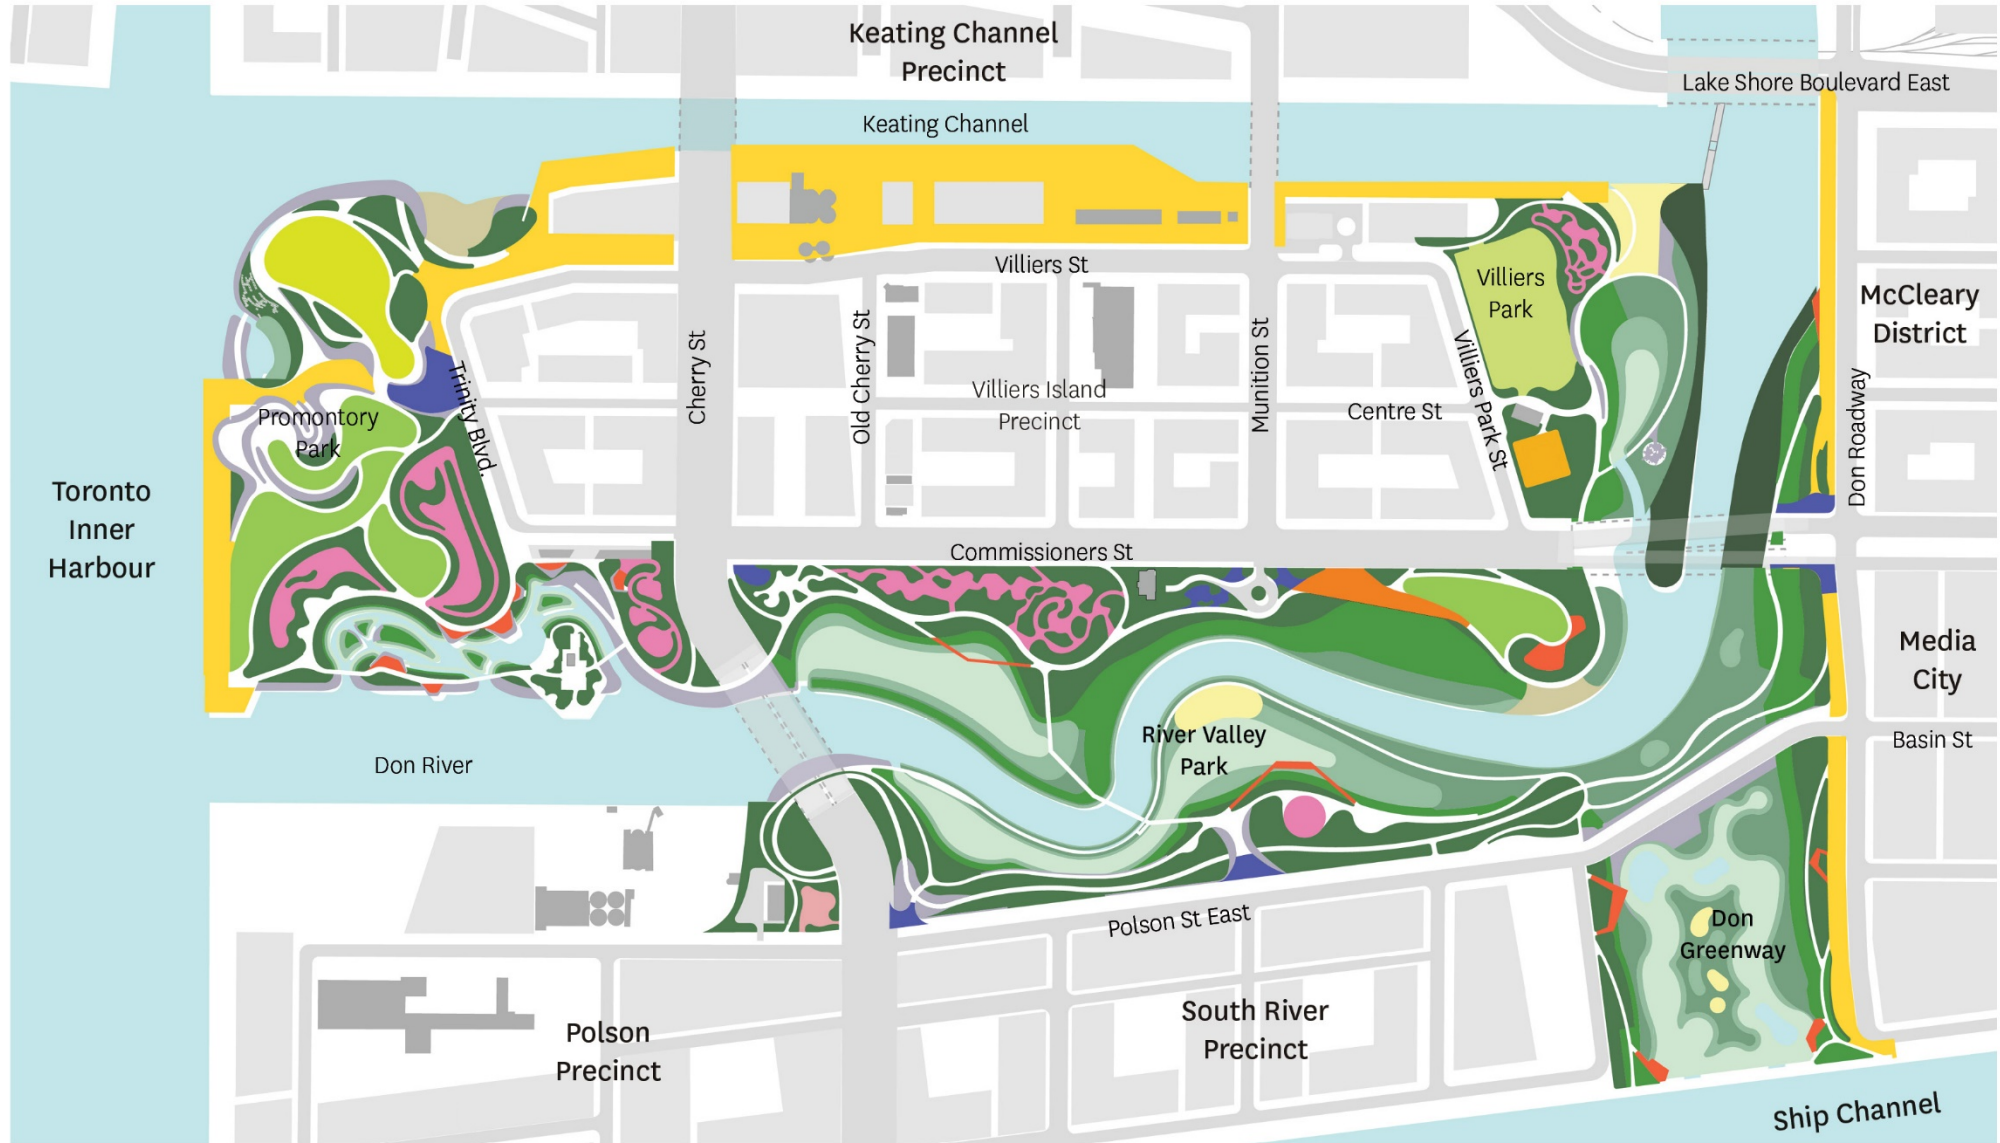 Keating Channel
Precinct
Lake Shore Boulevard East
Keating Channel
Villiers St
Villiers
Park
McCleary
District
Cherry St
Old Cherry St
Villiers Island
Precinct
Munition St
Centre St
Villiers Park St
Don Roadway
Trinity Blvd.
Promontory
Park
Toronto
Inner
Harbour
Commissioners St
Media
City
Basin St
River Valley
Park
Don River
Polson St East
Don
Greenway
South River
Precinct
Polson
Precinct
Ship Channel